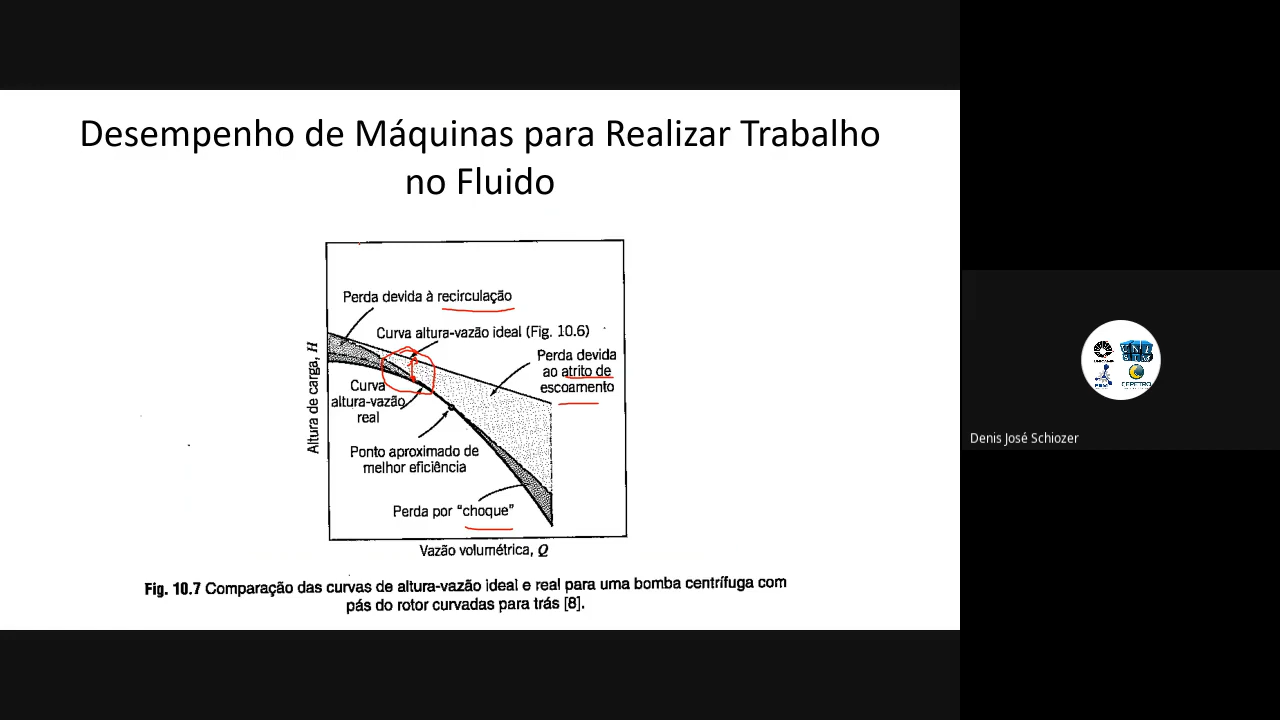 Desempenho de Máquinas para Realizar Trabalho
no Fluido
Perda devida à recirculação
Curva altura-vazão ideal (Fig. 10.6)
Perda devida
ao atrito de
escoamento
Altura de carga, H
Curva
altura-vazão
real
Ponto aproximado de
melhor eficiência
Perda por “choque”
Vazão volumétrica, Q
Fig. 10.7 Comparação das curvas de altura-vazão ideal e real para uma bomba centrífuga com
pás do rotor curvadas para trás [8].
Denis José Schiozer